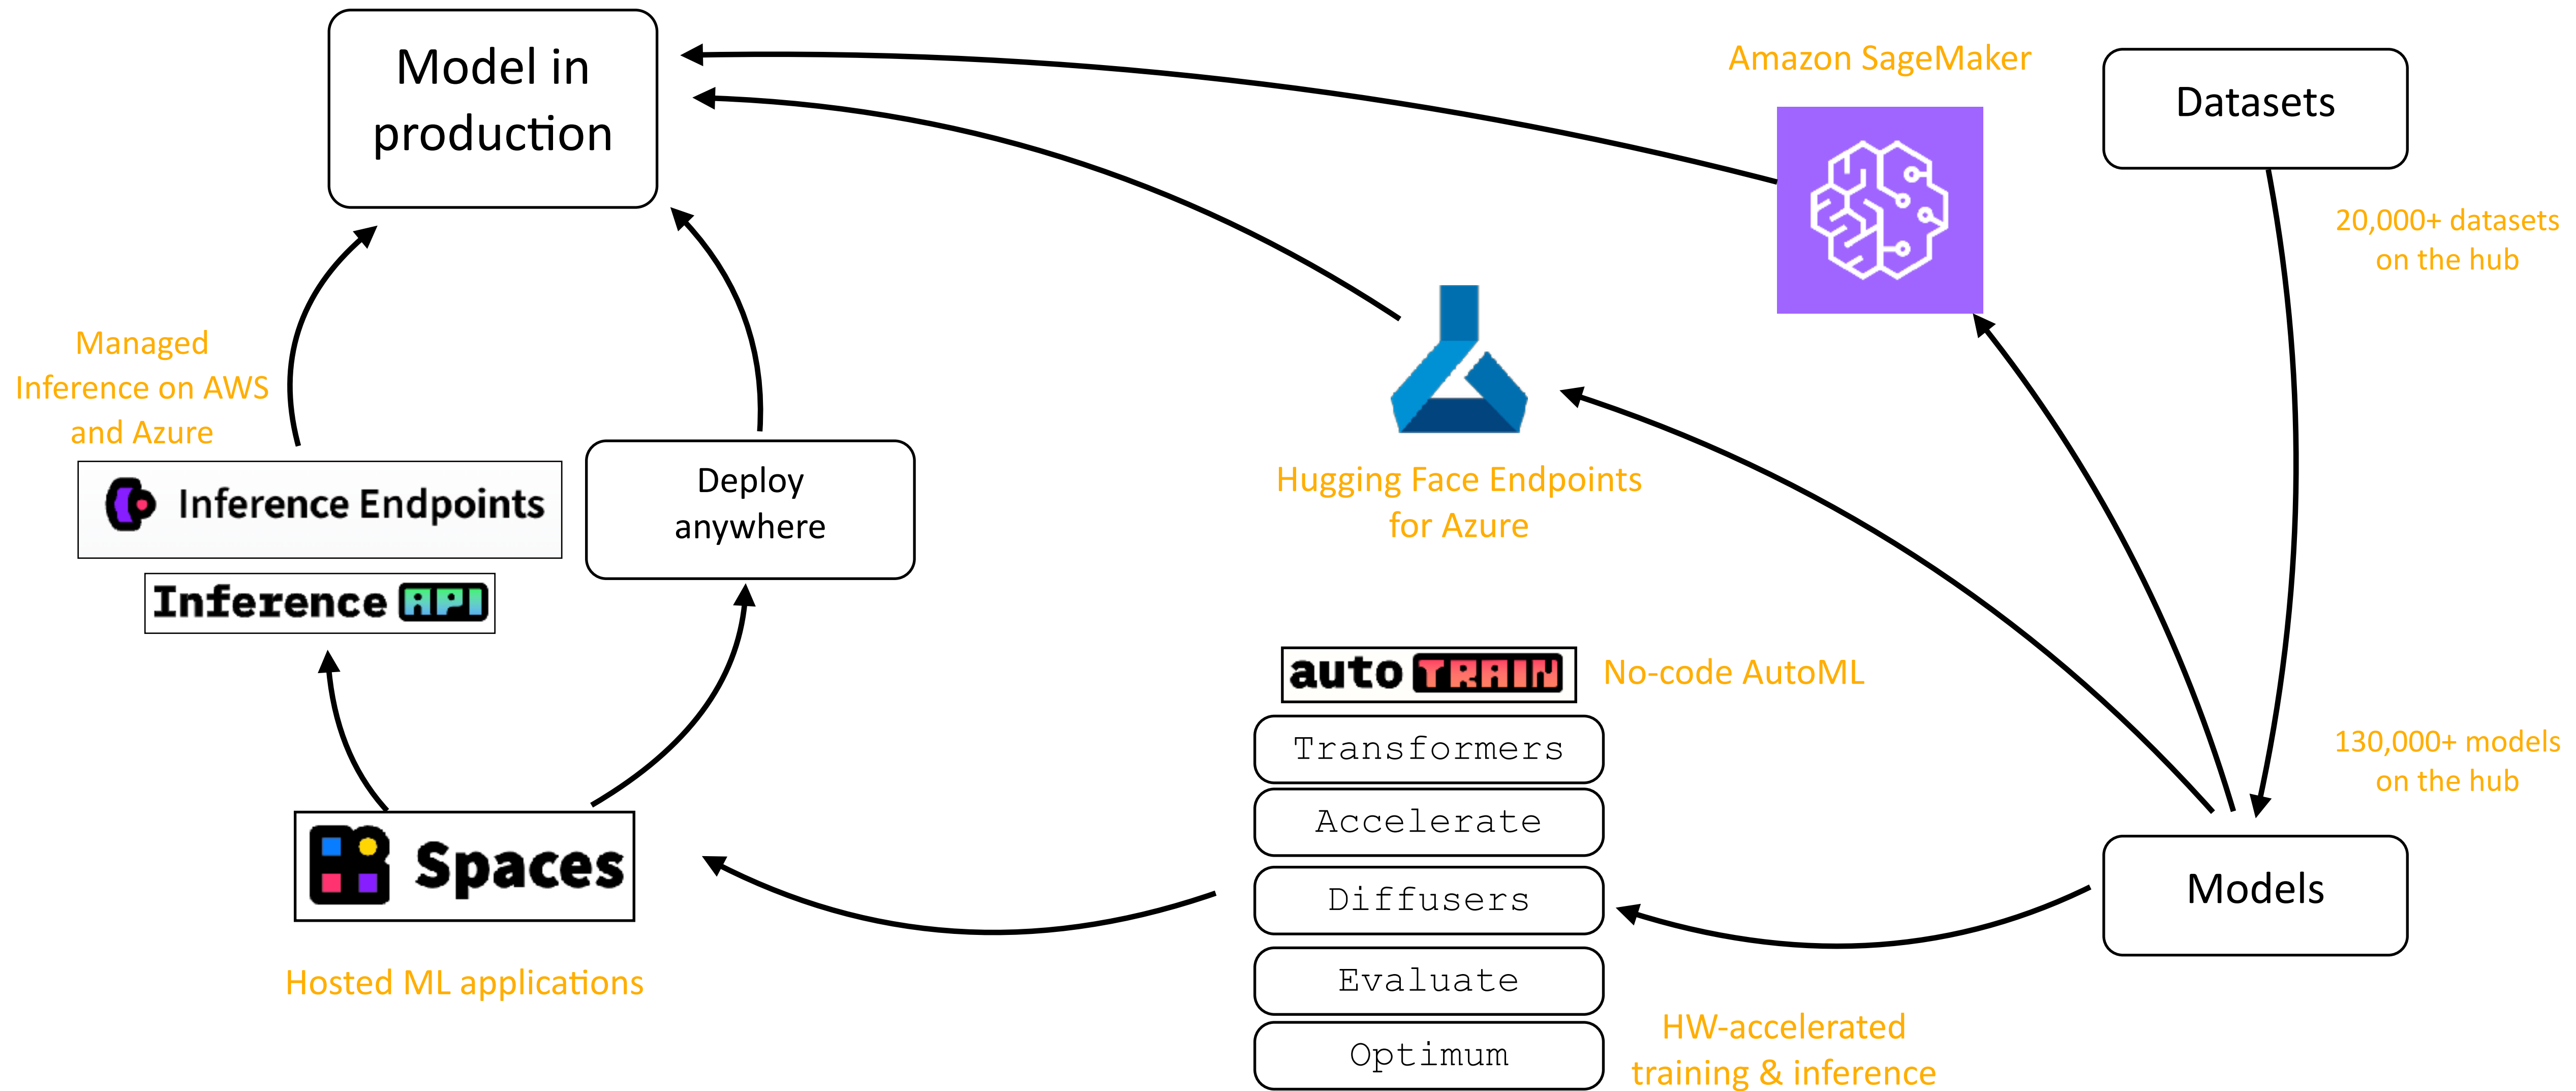 Model in
production
Amazon SageMaker
Datasets
20,000+ datasets
on the hub
Managed
Inference on AWS
and Azure
Inference Endpoints
Inference API
Deploy
anywhere
Hugging Face Endpoints
for Azure
auto TRAIN
No-code AutoML
Transformers
Accelerate
Diffusers
Evaluate
Optimum
HW-accelerated
training & inference
130,000+ models
on the hub
Models
Spaces
Hosted ML applications